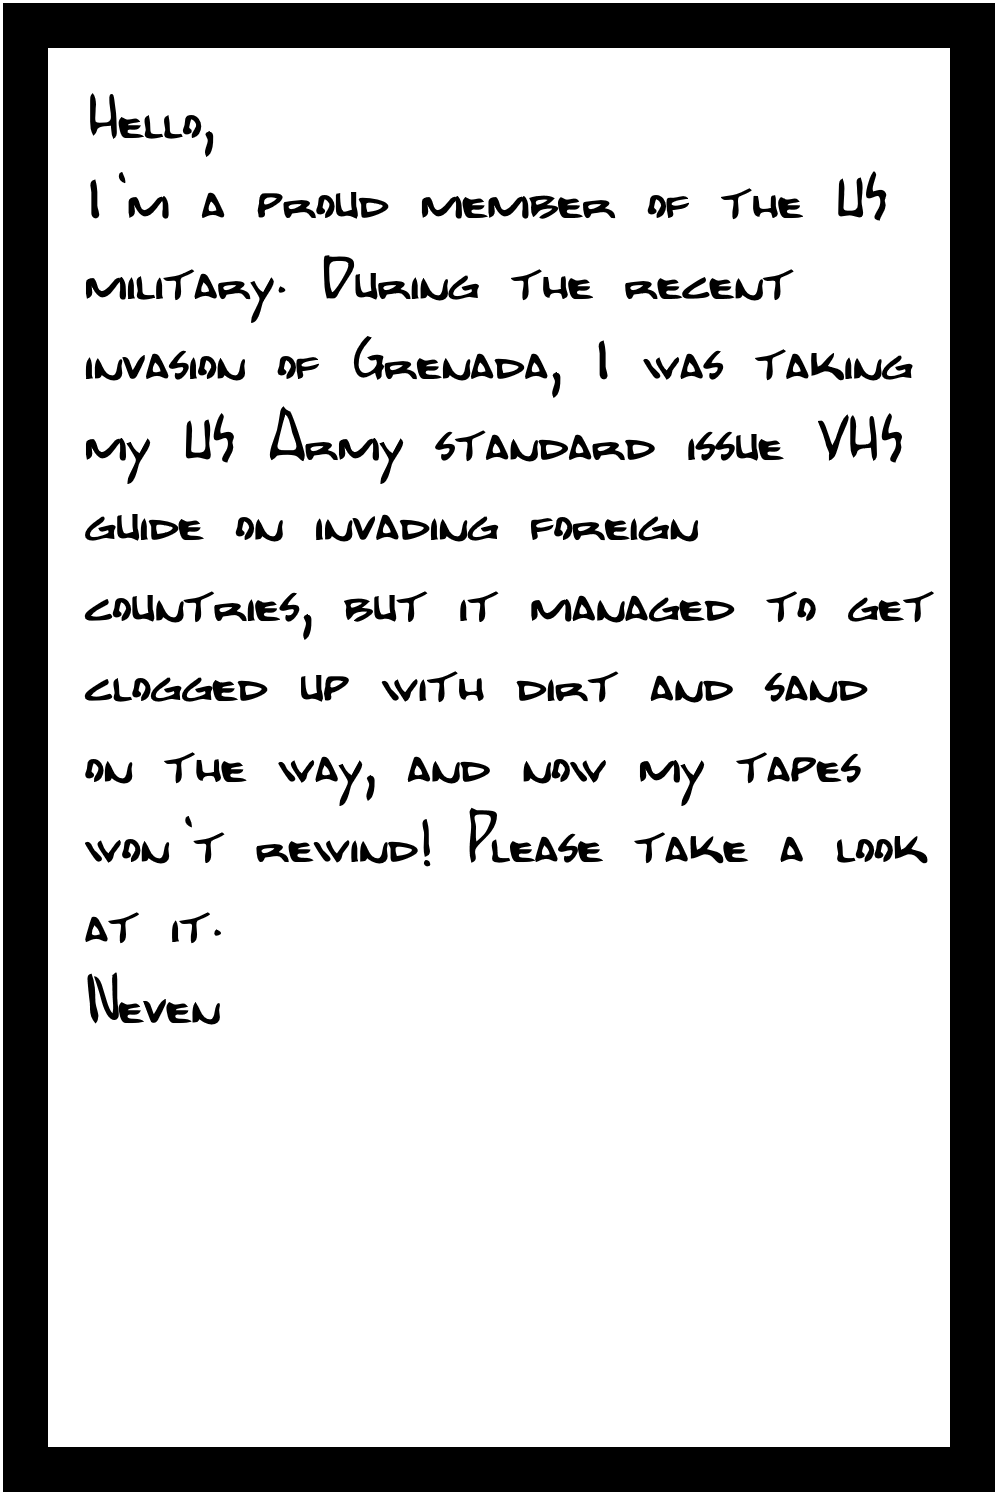 Hello,
I'm a proud member of the US
military. During the recent
invasion of Grenada, I was taking
my US Army standard issue VHS
guide on invading foreign
countries, but it managed to get
clogged up with dirt and sand
on the way, and now my tapes
won't rewind! Please take a look
at it.
Neven